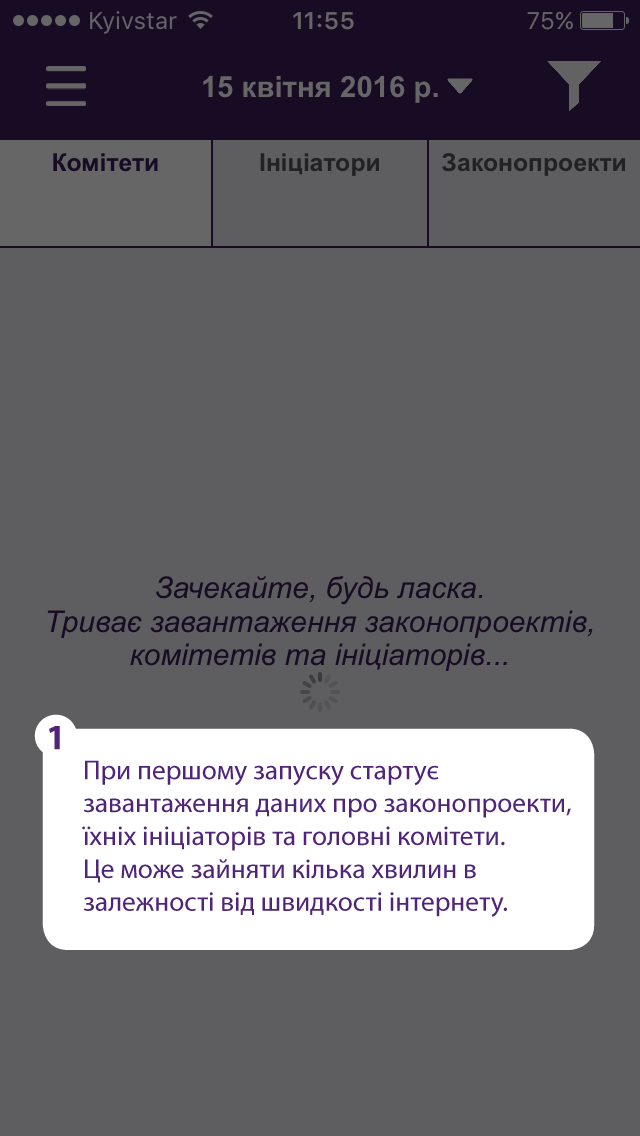 Kyivstar 11:55 75%
15 квітня 2016 р.
Комітети Ініціатори Законопроекти
Зачекайте, будь ласка.
Триває завантаження законопроектів,
комітетів та ініціаторів...
1
При першому запуску стартує
завантаження даних про законопроекти,
їхніх ініціаторів та головні комітети.
Це може зайняти кілька хвилин в
залежності від швидкості інтернету.